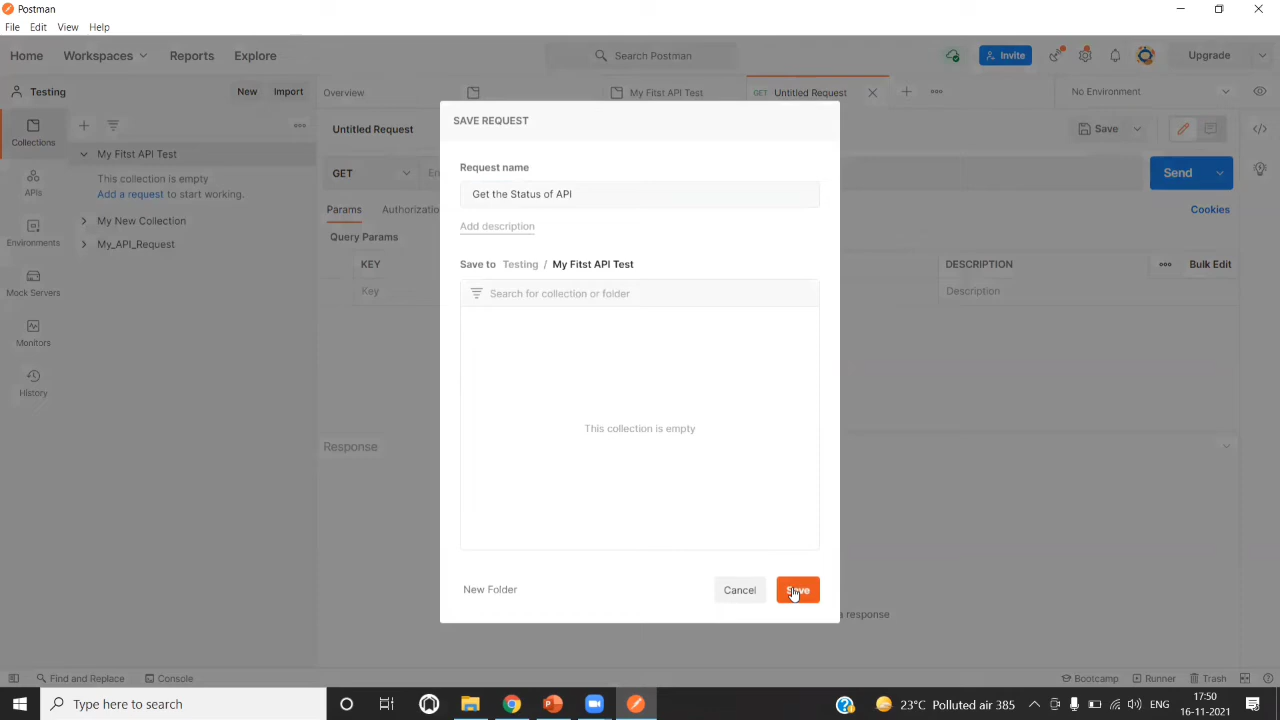 Postman
File Edit View Help
Home Workspaces Reports Explore Search Postman Invite Upgrade
Testing New Import Overview My Fitst API Test GET Untitled Request No Environment
Collections
APIs
Environments
Mock Servers
Monitors
History
My Fitst API Test
This collection is empty
Add a request to start working.
My New Collection
My_API_Request
Untitled Request Save
GET Send
Params Cookies
Query Params
KEY DESCRIPTION Bulk Edit
Key Description
Response
a response
SAVE REQUEST
Request name
Get the Status of API
Add description
Save to Testing / My Fitst API Test
Search for collection or folder
This collection is empty
New Folder Cancel Save
Find and Replace Console Bootcamp Runner Trash
Type here to search 23°C Polluted air 385 ENG 17:50
16-11-2021